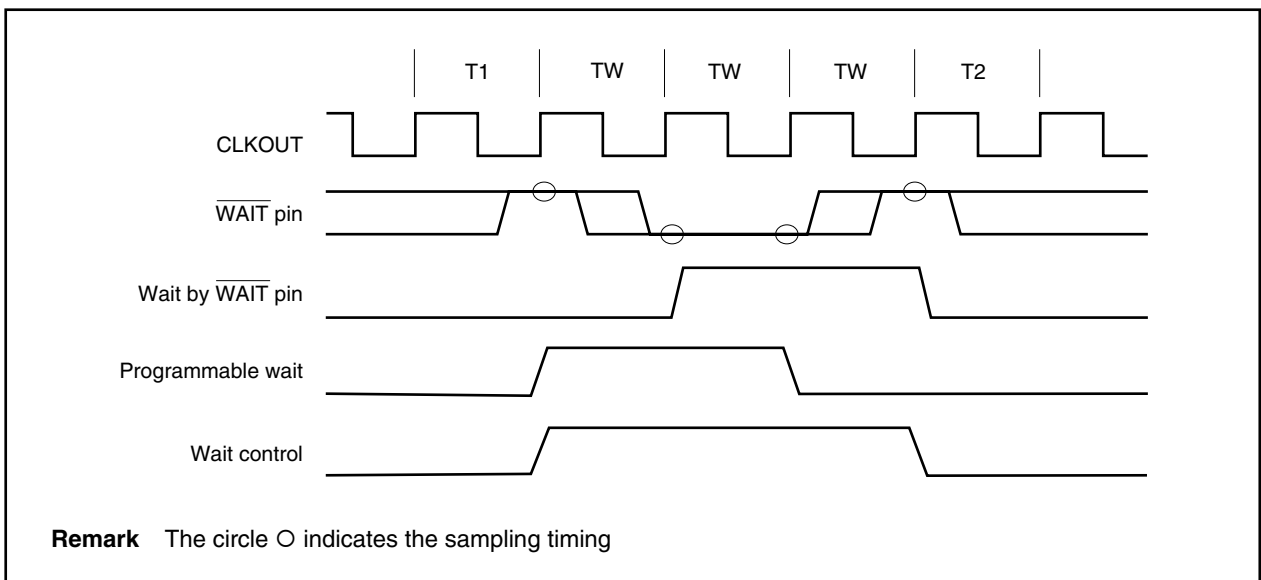 T1 TW TW TW T2
CLKOUT
WAIT pin
Wait by WAIT pin
Programmable wait
Wait control
Remark The circle ○ indicates the sampling timing